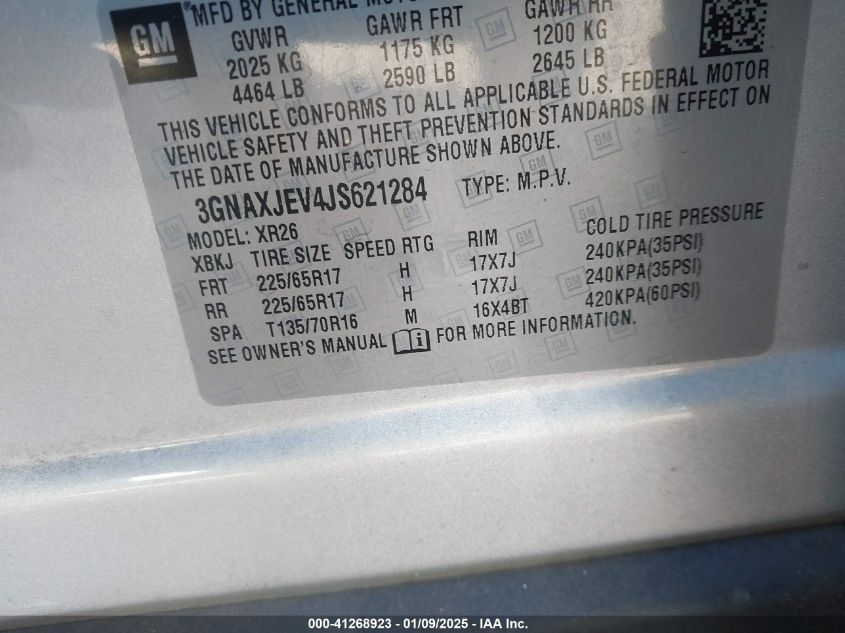 GM
MFD BY GENERAL
GVWR GAWR FRT GAWR RR
2025 KG 1175 KG 1200 KG
4464 LB 2590 LB 2645 LB
THIS VEHICLE CONFORMS TO ALL APPLICABLE U.S. FEDERAL MOTOR
VEHICLE SAFETY AND THEFT PREVENTION STANDARDS IN EFFECT ON
THE DATE OF MANUFACTURE SHOWN ABOVE.
3GNAXJEV4JS621284 TYPE: M.P.V.
MODEL: XR26
XBKJ TIRE SIZE SPEED RTG RIM COLD TIRE PRESSURE
FRT 225/65R17 H 17X7J 240KPA(35PSI)
RR 225/65R17 H 17X7J 240KPA(35PSI)
SPA T135/70R16 M 16X4BT 420KPA(60PSI)
SEE OWNER'S MANUAL i FOR MORE INFORMATION.
000-41268923 - 01/09/2025 - IAA Inc.